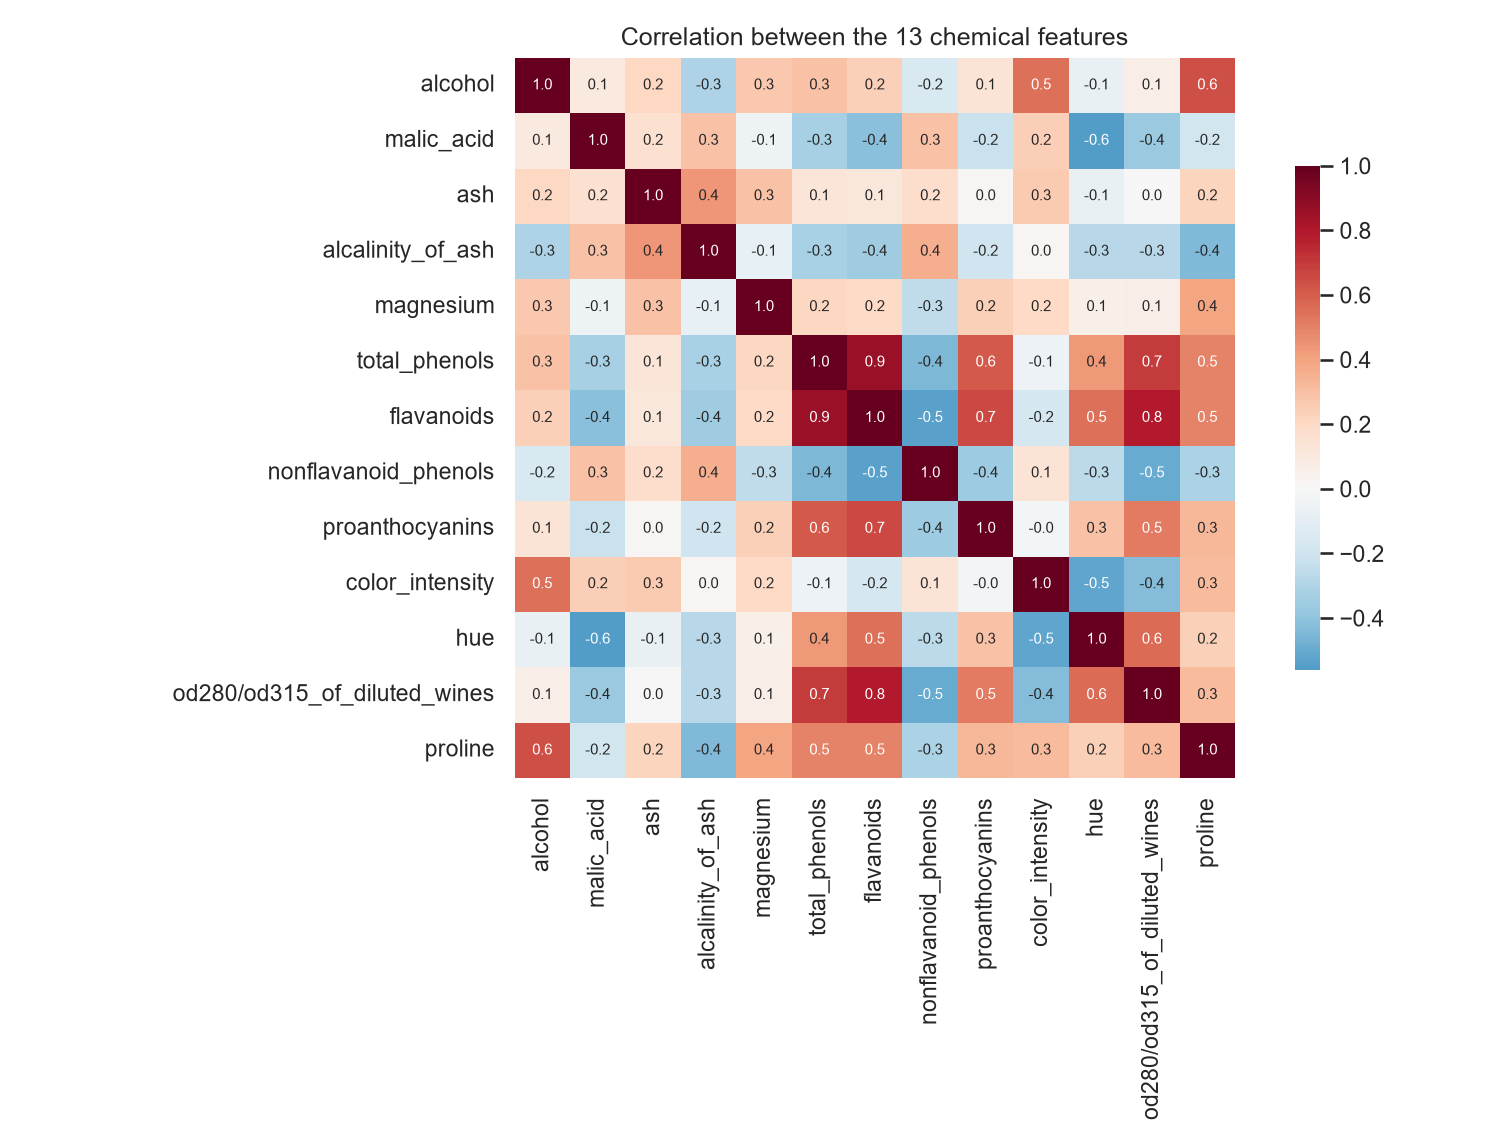 Correlation between the 13 chemical features
alcohol 1.0 0.1 0.2 -0.3 0.3 0.3 0.2 -0.2 0.1 0.5 -0.1 0.1 0.6
malic_acid 0.1 1.0 0.2 0.3 -0.1 -0.3 -0.4 0.3 -0.2 0.2 -0.6 -0.4 -0.2
ash 0.2 0.2 1.0 0.4 0.3 0.1 0.1 0.2 0.0 0.3 -0.1 0.0 0.2
alcalinity_of_ash -0.3 0.3 0.4 1.0 -0.1 -0.3 -0.4 0.4 -0.2 0.0 -0.3 -0.3 -0.4
magnesium 0.3 -0.1 0.3 -0.1 1.0 0.2 0.2 -0.3 0.2 0.2 0.1 0.1 0.4
total_phenols 0.3 -0.3 0.1 -0.3 0.2 1.0 0.9 -0.4 0.6 -0.1 0.4 0.7 0.5
flavanoids 0.2 -0.4 0.1 -0.4 0.2 0.9 1.0 -0.5 0.7 -0.2 0.5 0.8 0.5
nonflavanoid_phenols -0.2 0.3 0.2 0.4 -0.3 -0.4 -0.5 1.0 -0.4 0.1 -0.3 -0.5 -0.3
proanthocyanins 0.1 -0.2 0.0 -0.2 0.2 0.6 0.7 -0.4 1.0 -0.0 0.3 0.5 0.3
color_intensity 0.5 0.2 0.3 0.0 0.2 -0.1 -0.2 0.1 -0.0 1.0 -0.5 -0.4 0.3
hue -0.1 -0.6 -0.1 -0.3 0.1 0.4 0.5 -0.3 0.3 -0.5 1.0 0.6 0.2
od280/od315_of_diluted_wines 0.1 -0.4 0.0 -0.3 0.1 0.7 0.8 -0.5 0.5 -0.4 0.6 1.0 0.3
proline 0.6 -0.2 0.2 -0.4 0.4 0.5 0.5 -0.3 0.3 0.3 0.2 0.3 1.0
alcohol
malic_acid
ash
alcalinity_of_ash
magnesium
total_phenols
flavanoids
nonflavanoid_phenols
proanthocyanins
color_intensity
hue
od280/od315_of_diluted_wines
proline
1.0
0.8
0.6
0.4
0.2
0.0
−0.2
−0.4